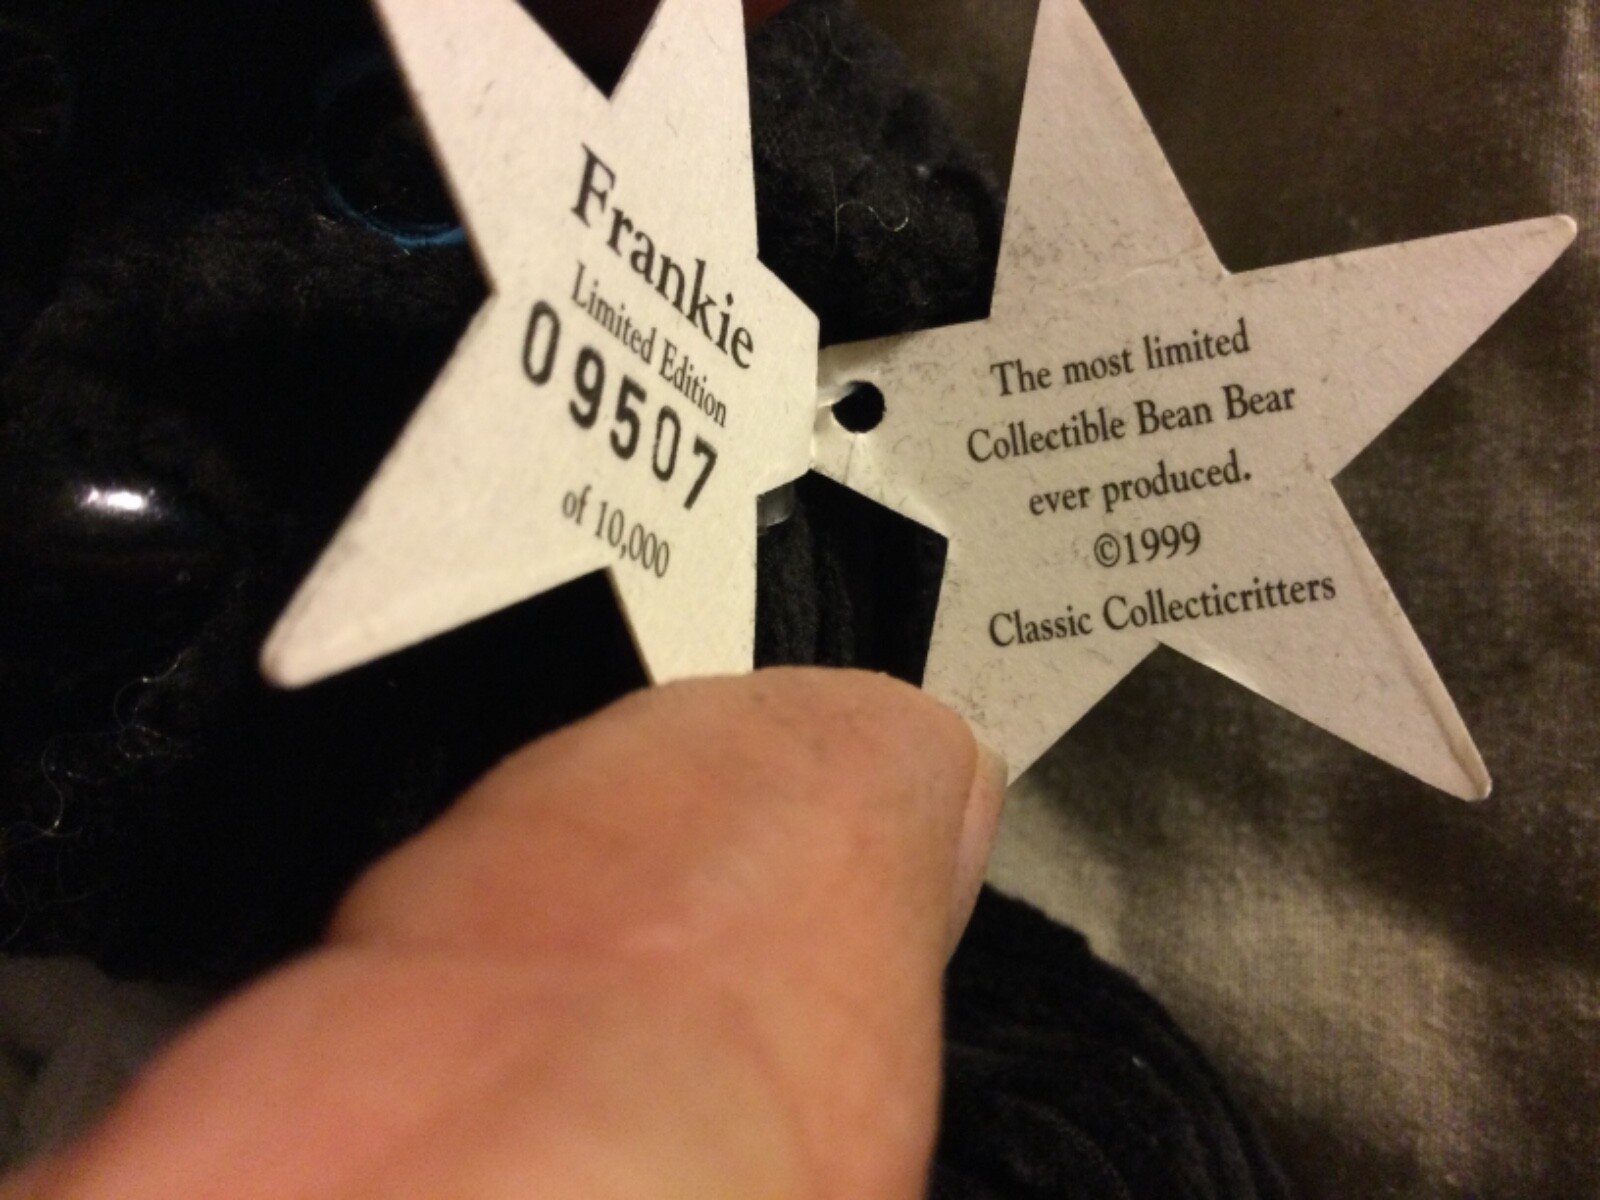 Frankie
Limited Edition
09507
of 10,000
The most limited
Collectible Bean Bear
ever produced.
©1999
Classic Collecticritters